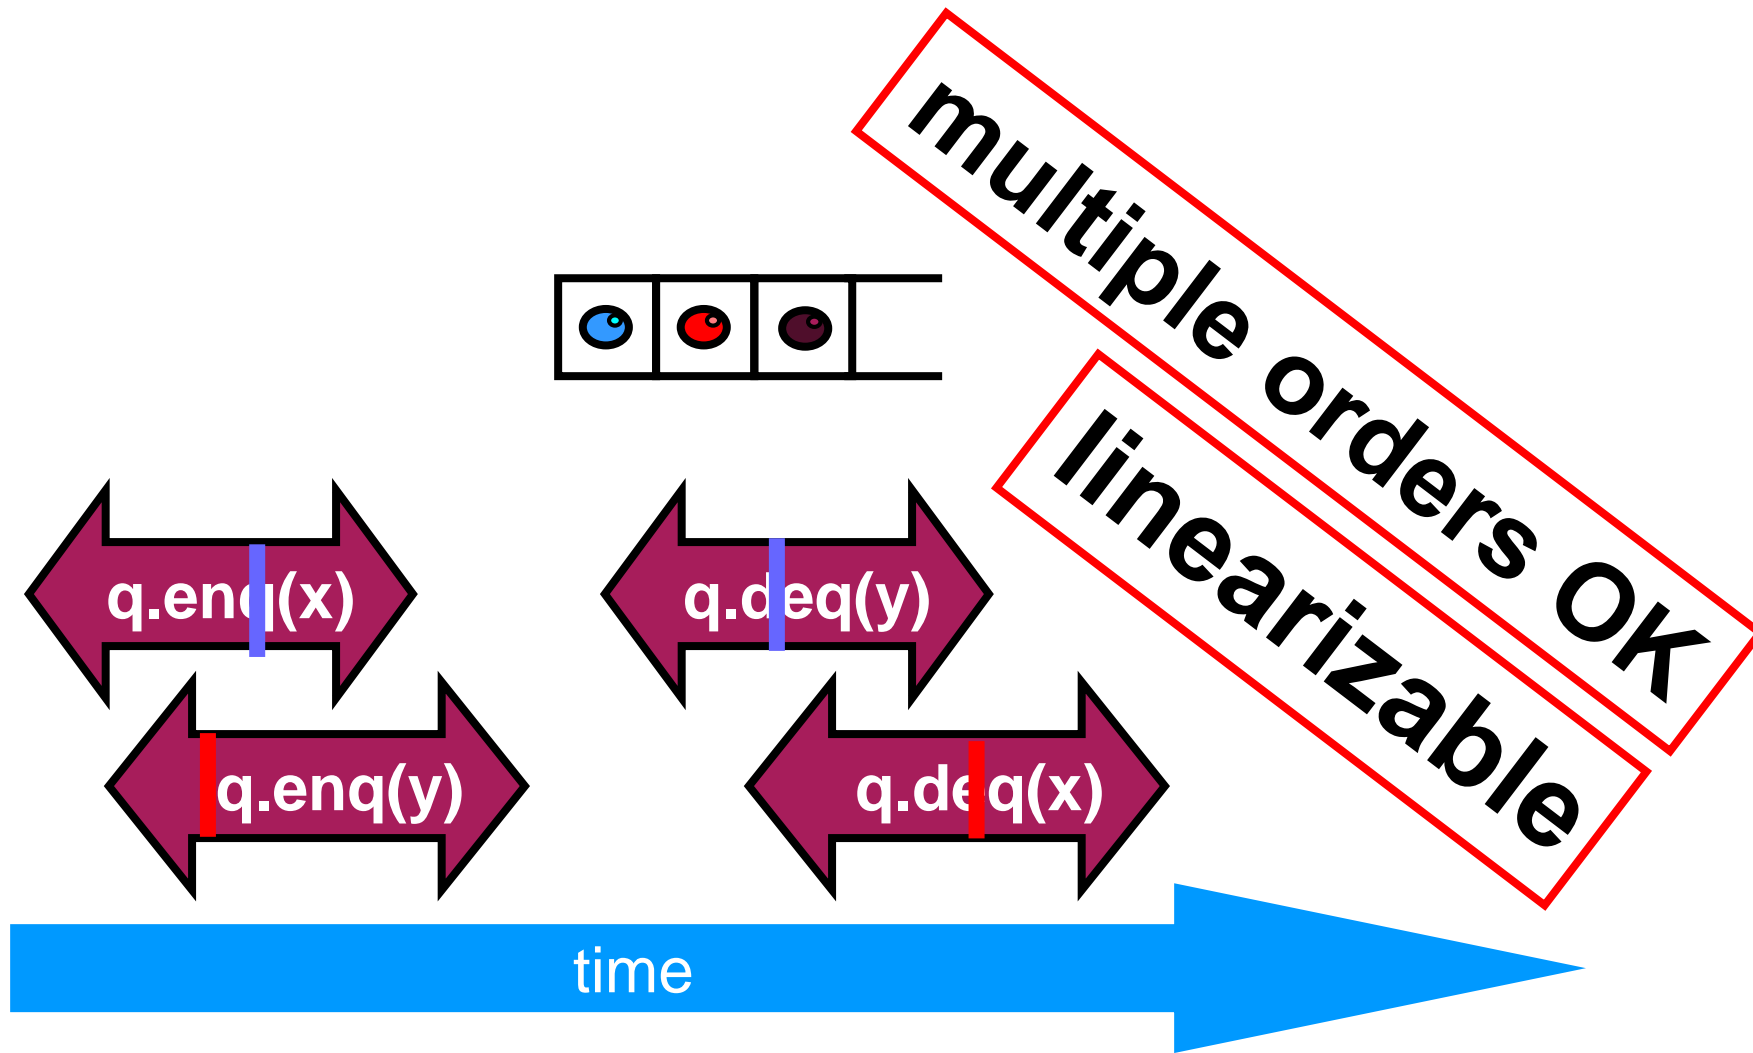 multiple orders OK
linearizable
q.enq(x)
q.deq(y)
q.enq(y)
q.deq(x)
time